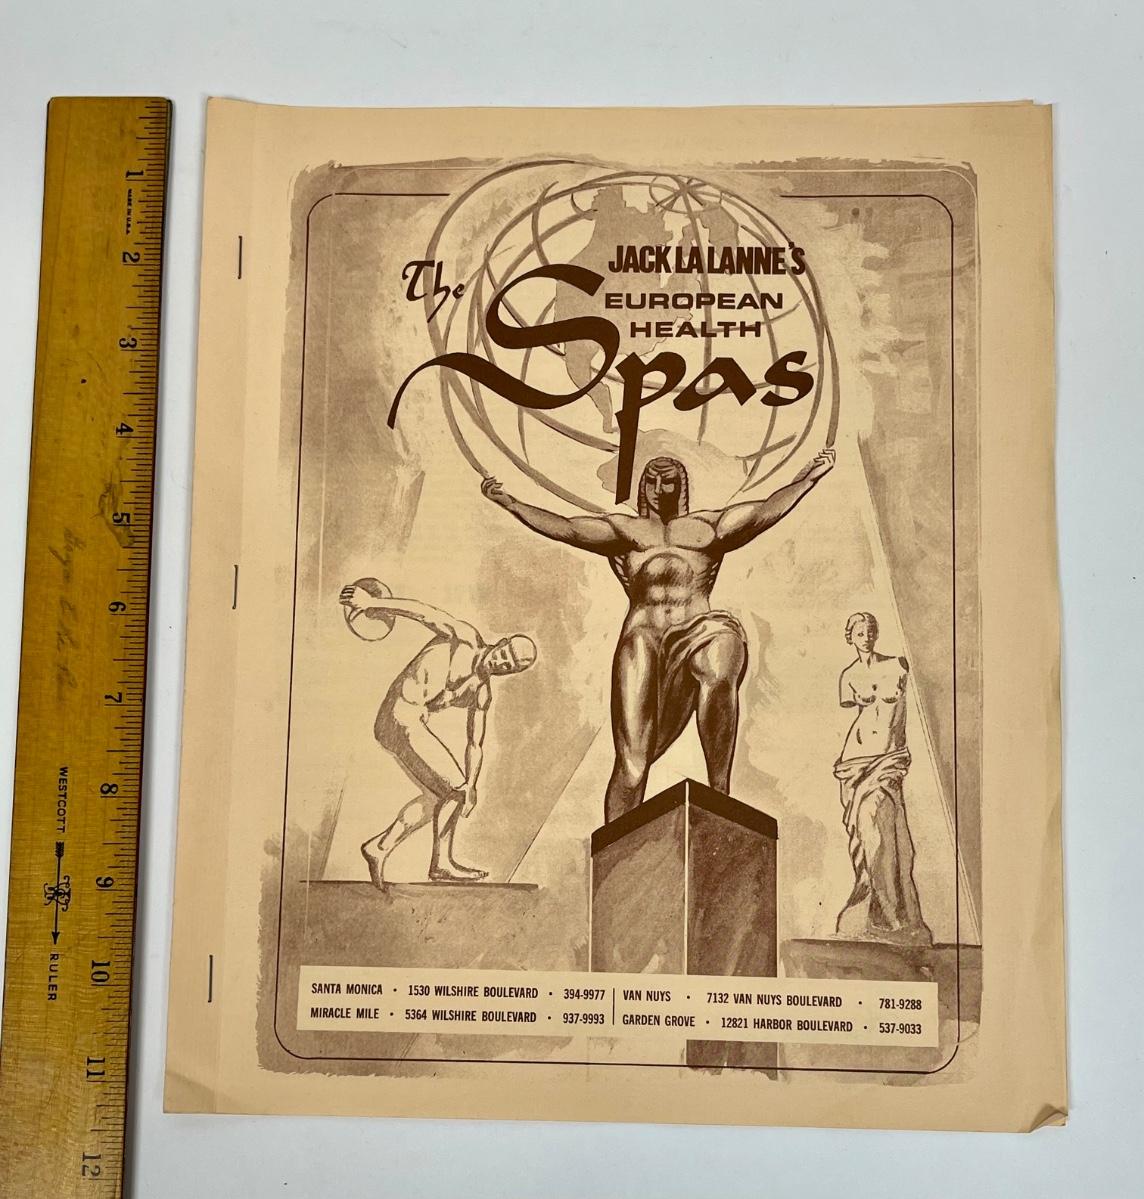 The
JACK LA LANNE'S
EUROPEAN
HEALTH
Spas
SANTA MONICA • 1530 WILSHIRE BOULEVARD • 394-9977
MIRACLE MILE • 5364 WILSHIRE BOULEVARD • 937-9993
VAN NUYS • 7132 VAN NUYS BOULEVARD • 781-9288
GARDEN GROVE • 12821 HARBOR BOULEVARD • 537-9033
1
MADE IN U.S.A.
2
3
4
5
6
7
8
9
10
11
12
WESTCOTT
RULER